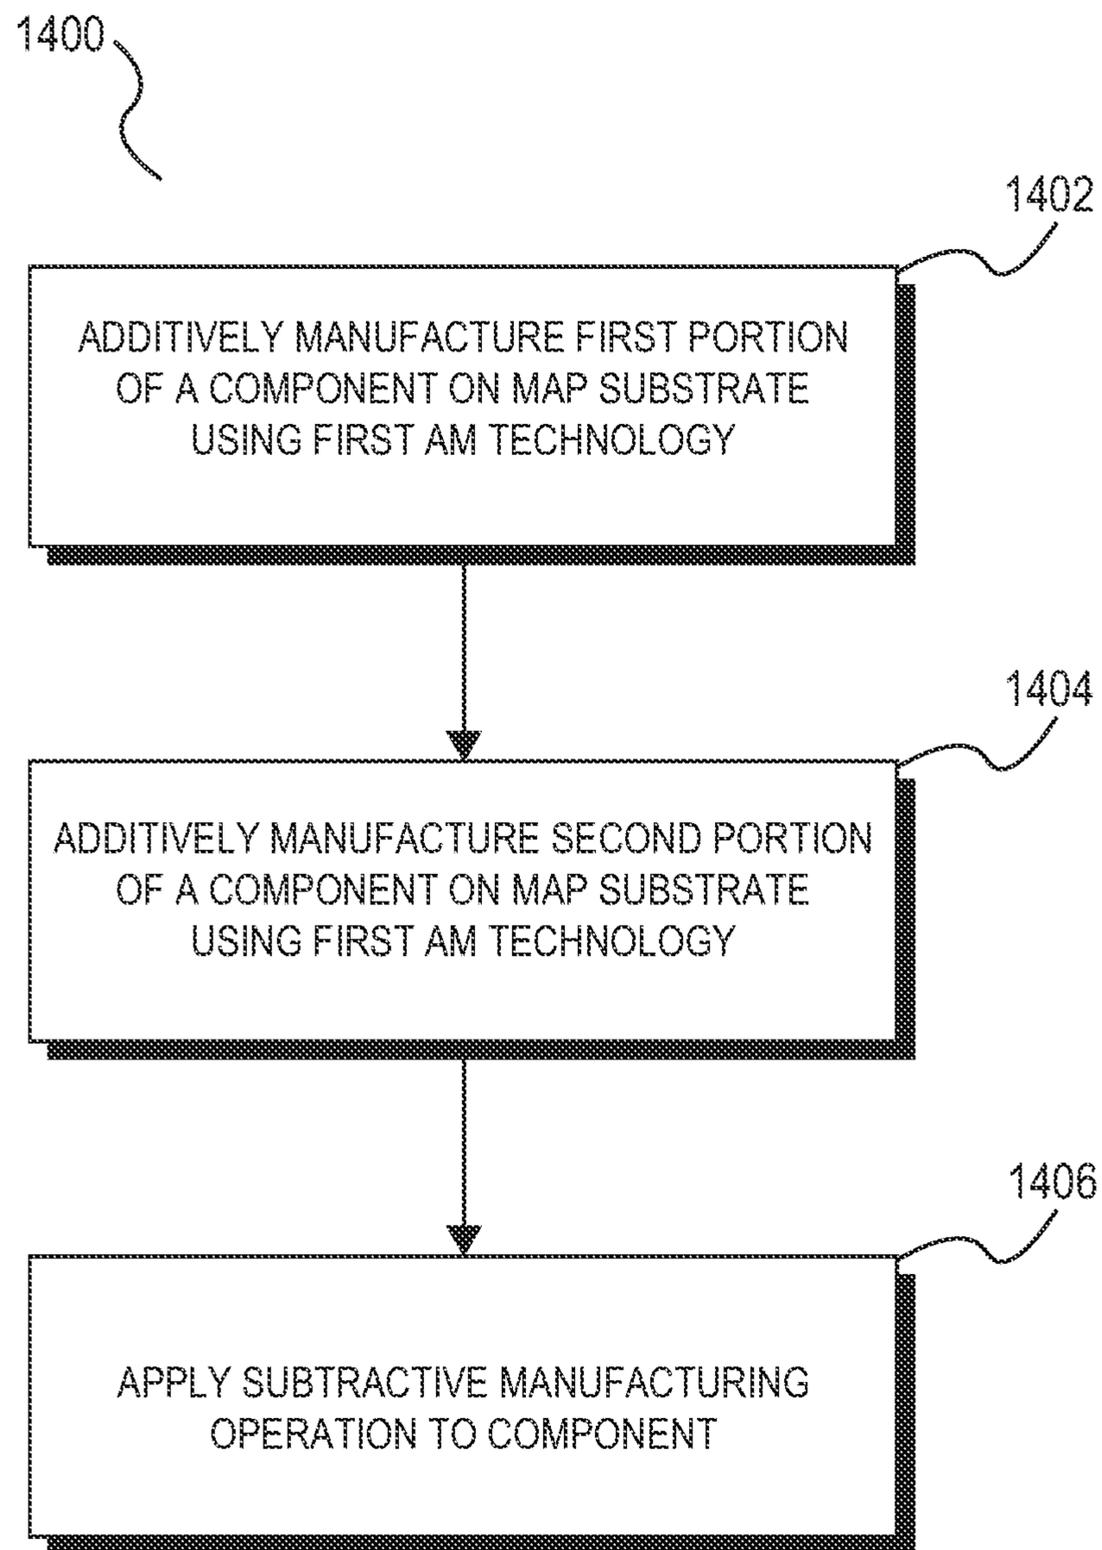 1400
1402
ADDITIVELY MANUFACTURE FIRST PORTION
OF A COMPONENT ON MAP SUBSTRATE
USING FIRST AM TECHNOLOGY
1404
ADDITIVELY MANUFACTURE SECOND PORTION
OF A COMPONENT ON MAP SUBSTRATE
USING FIRST AM TECHNOLOGY
1406
APPLY SUBTRACTIVE MANUFACTURING
OPERATION TO COMPONENT